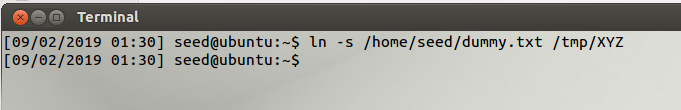 Terminal
[09/02/2019 01:30] seed@ubuntu:~$ ln -s /home/seed/dummy.txt /tmp/XYZ
[09/02/2019 01:30] seed@ubuntu:~$